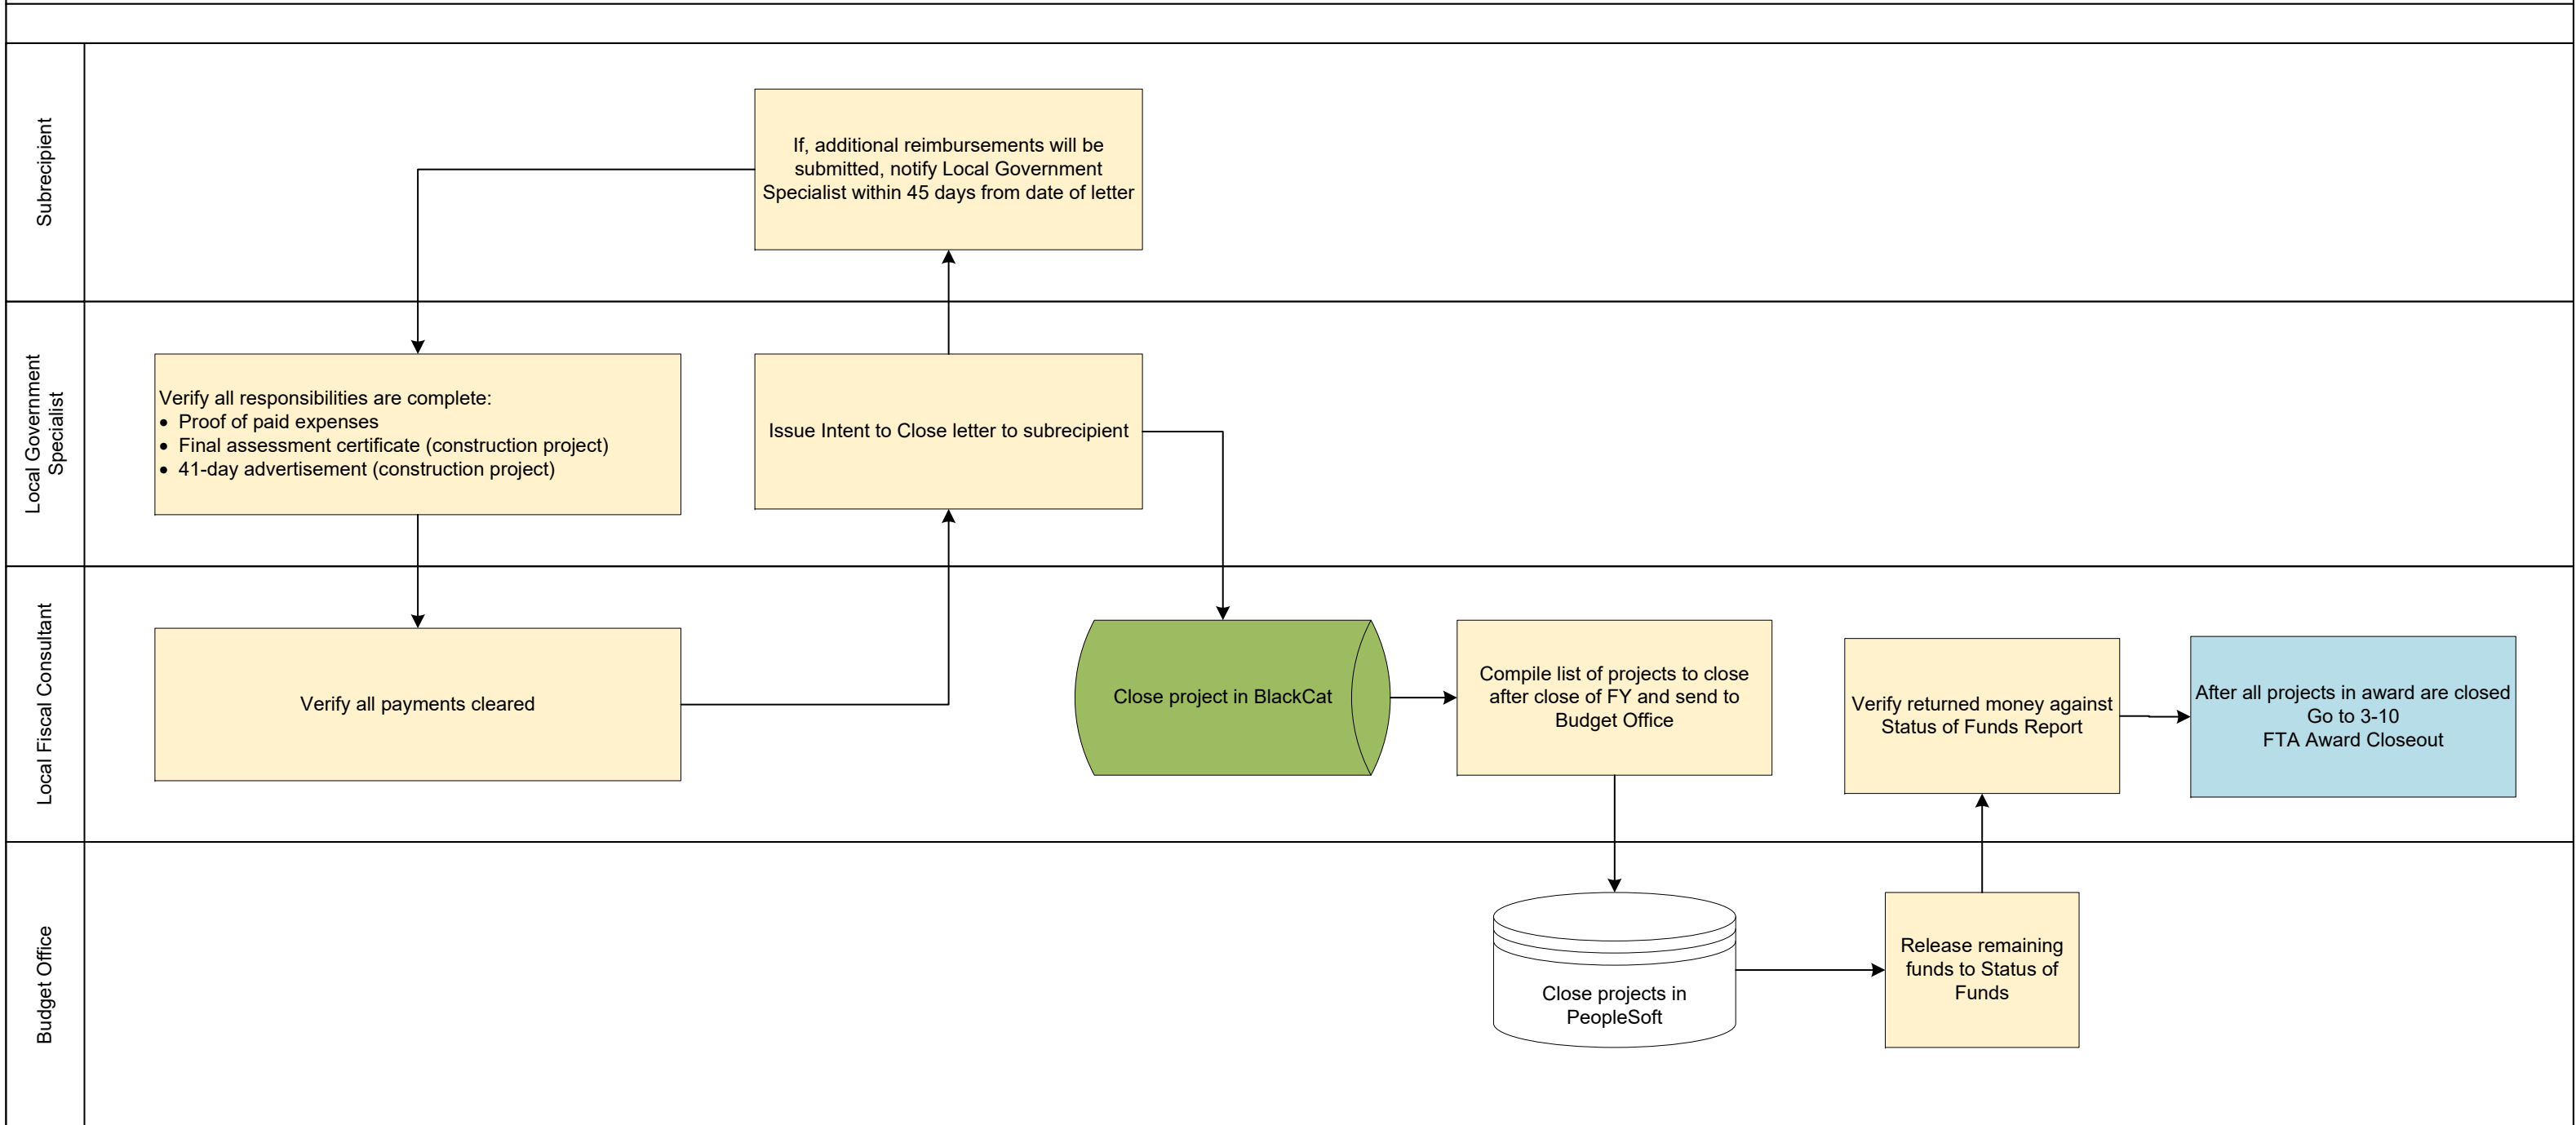 Subrecipient
If, additional reimbursements will be
submitted, notify Local Government
Specialist within 45 days from date of letter
Local Government
Specialist
Verify all responsibilities are complete:
• Proof of paid expenses
• Final assessment certificate (construction project)
• 41-day advertisement (construction project)
Issue Intent to Close letter to subrecipient
Local Fiscal Consultant
Verify all payments cleared
Close project in BlackCat
Compile list of projects to close
after close of FY and send to
Budget Office
Verify returned money against
Status of Funds Report
After all projects in award are closed
Go to 3-10
FTA Award Closeout
Budget Office
Close projects in
PeopleSoft
Release remaining
funds to Status of
Funds